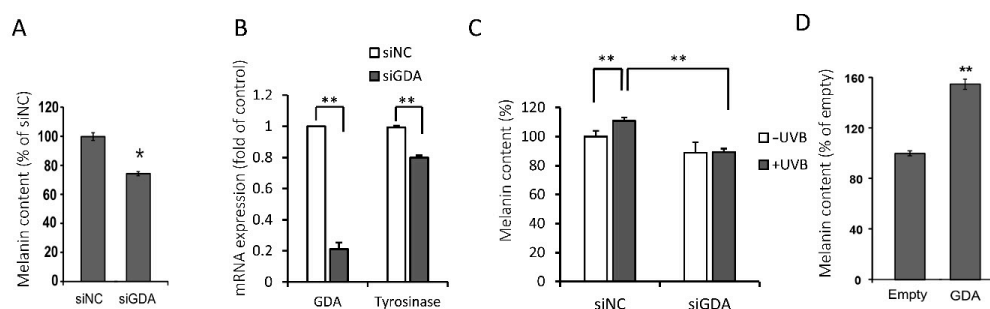 A
Melanin content (% of siNC)
120
100
80
60
40
20
0
*
siNC
siGDA
B
siNC
siGDA
mRNA expression (fold of control)
1.2
1
0.8
0.6
0.4
0.2
0
**
**
GDA
Tyrosinase
C
Melanin content (%)
120
100
80
60
40
20
0
**
**
−UVB
+UVB
siNC
siGDA
D
Melanin content (% of empty)
160
120
80
40
0
**
Empty
GDA